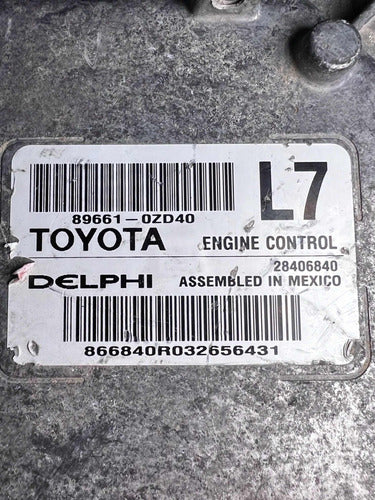 89661-0ZD40
L7
TOYOTA ENGINE CONTROL
28406840
DELPHI ASSEMBLED IN MEXICO
866840R032656431